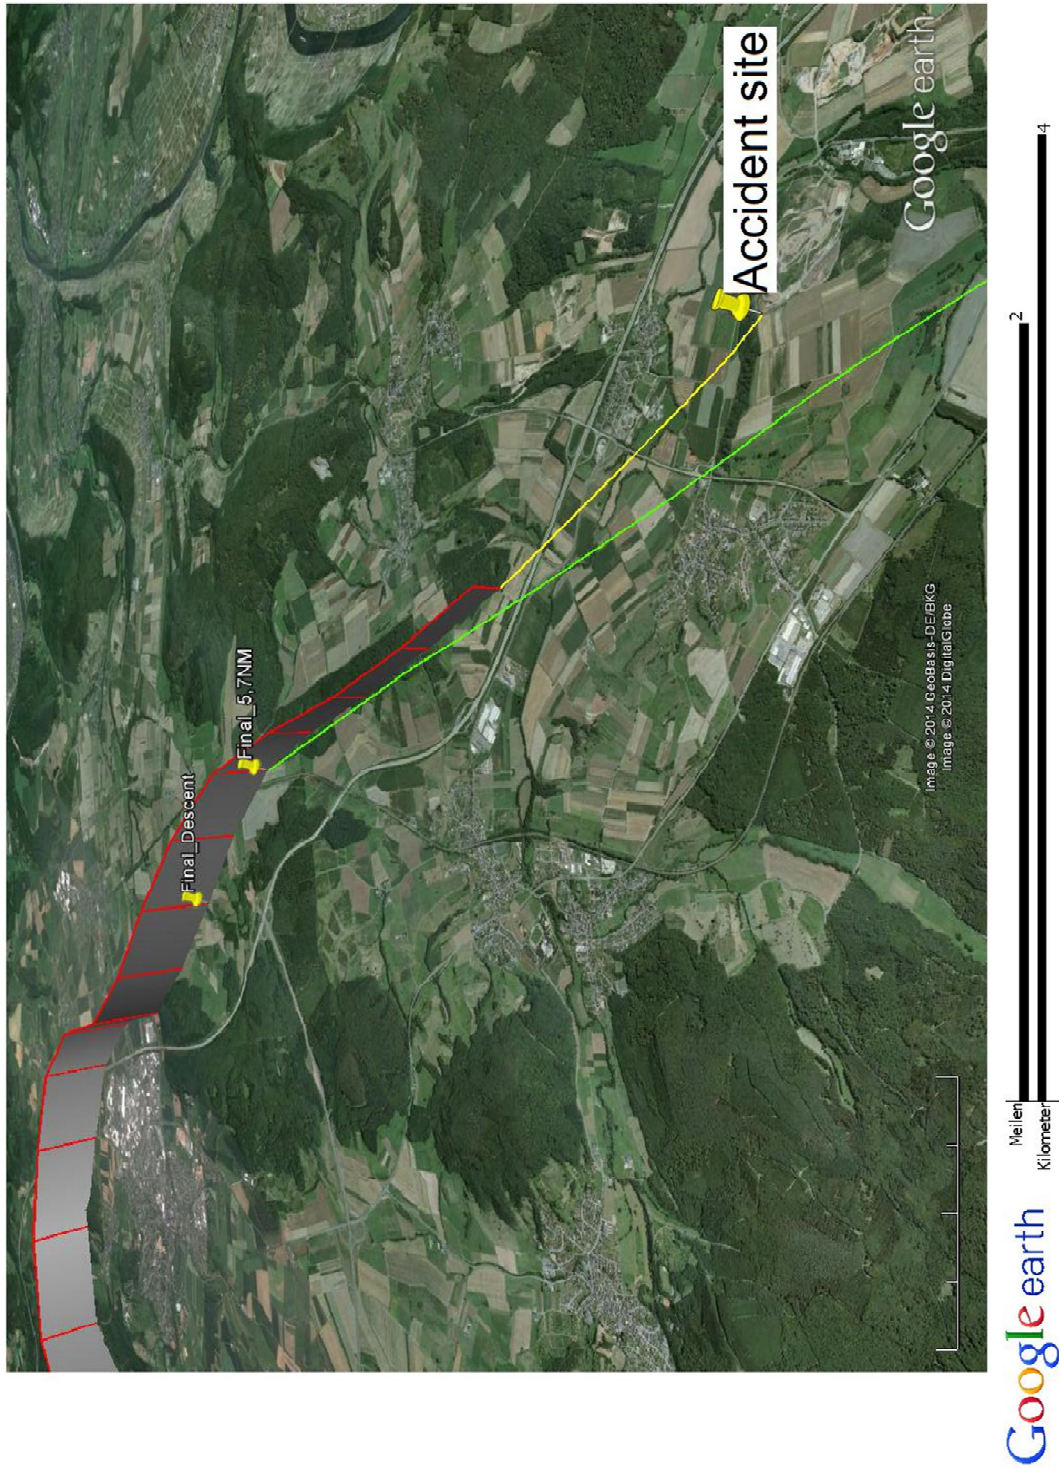 Final_Descent
Final_5,7NM
Accident site
Image © 2014 GeoBasis-DE/BKG
Image © 2014 DigitalGlobe
Google earth
Google earth
Meilen
2
Kilometer
4